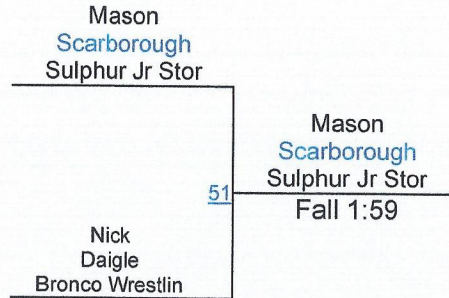 Mason
Scarborough
Sulphur Jr Stor
Mason
Scarborough
Sulphur Jr Stor
51
Fall 1:59
Nick
Daigle
Bronco Wrestlin